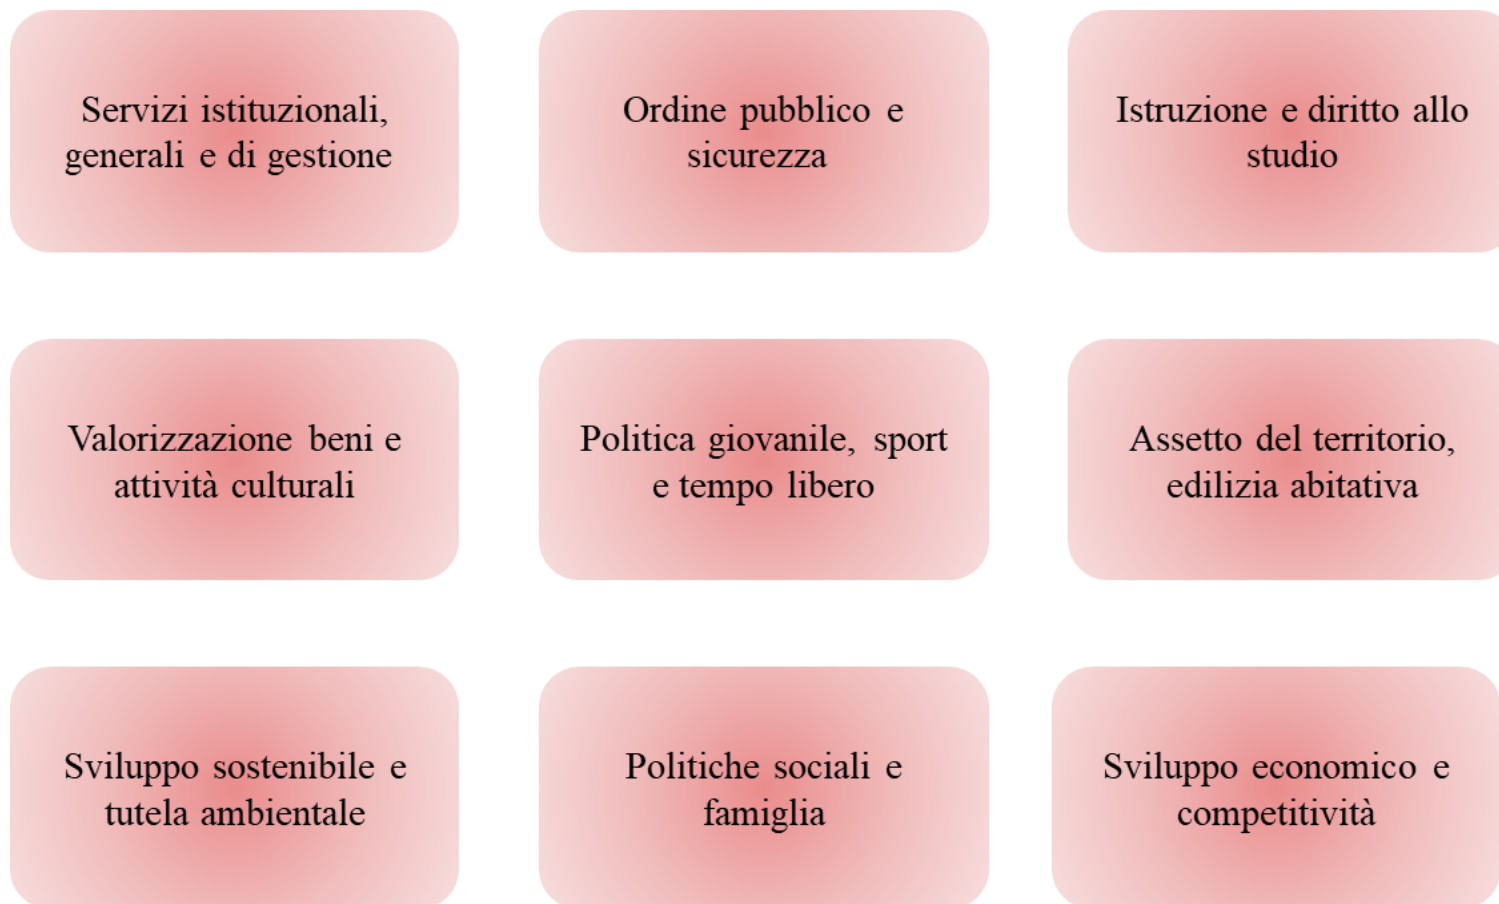 Servizi istituzionali,
generali e di gestione
Ordine pubblico e
sicurezza
Istruzione e diritto allo
studio
Valorizzazione beni e
attività culturali
Politica giovanile, sport
e tempo libero
Assetto del territorio,
edilizia abitativa
Sviluppo sostenibile e
tutela ambientale
Politiche sociali e
famiglia
Sviluppo economico e
competitività